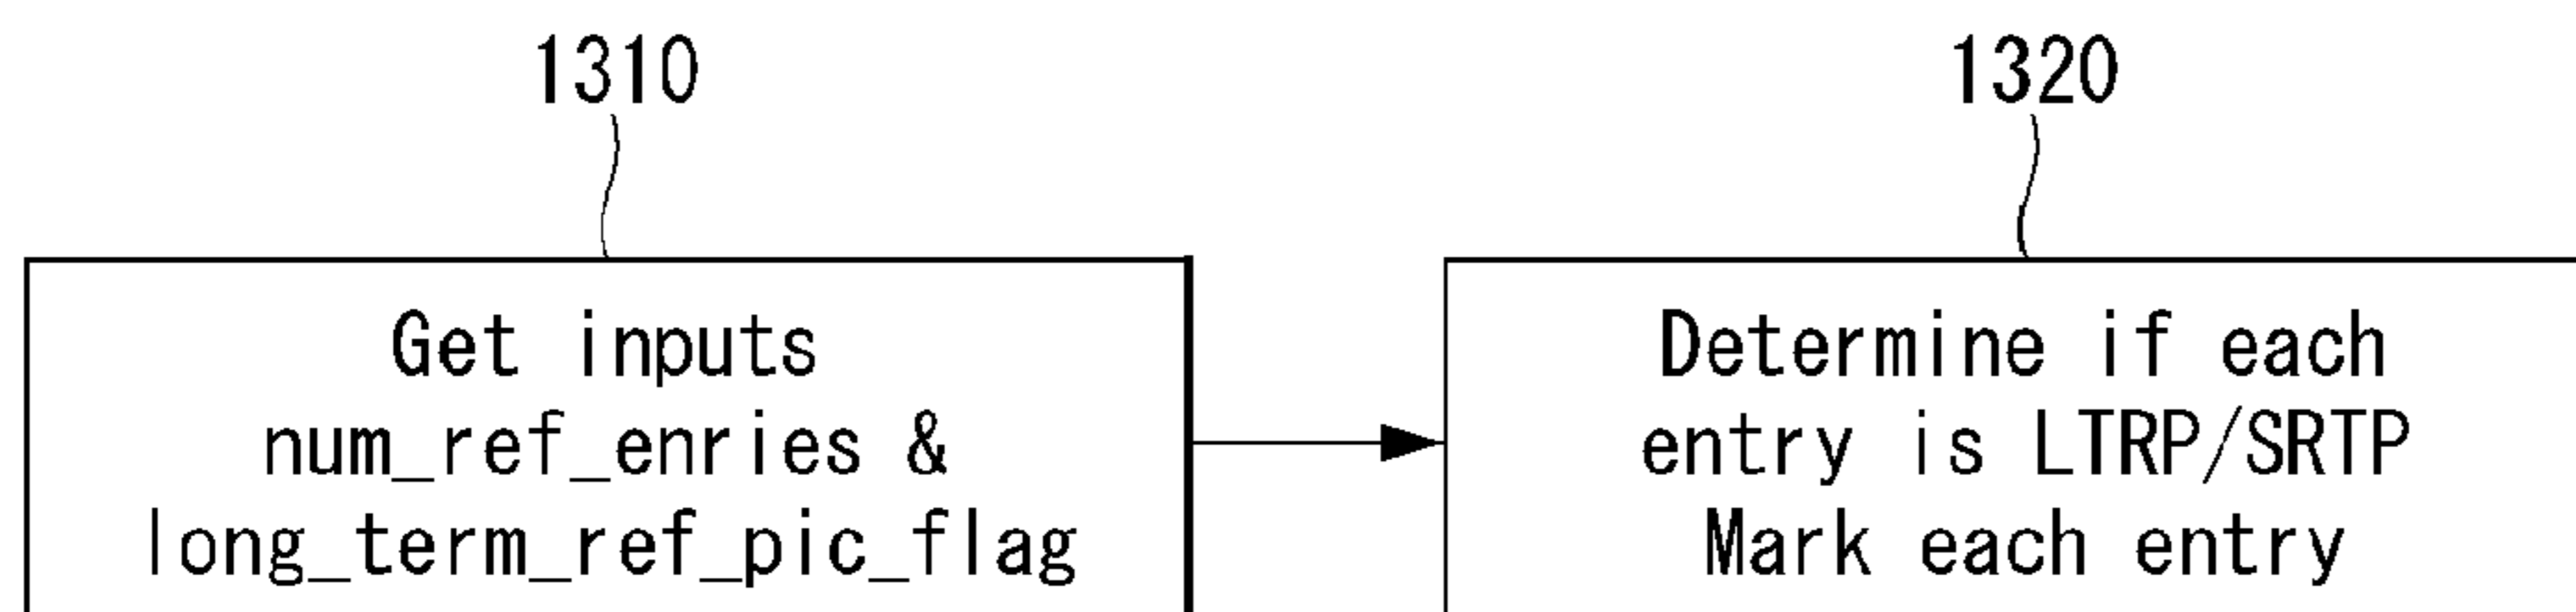 1310
1320
Get inputs
num_ref_enries &
long_term_ref_pic_flag
Determine if each
entry is LTRP/SRTP
Mark each entry